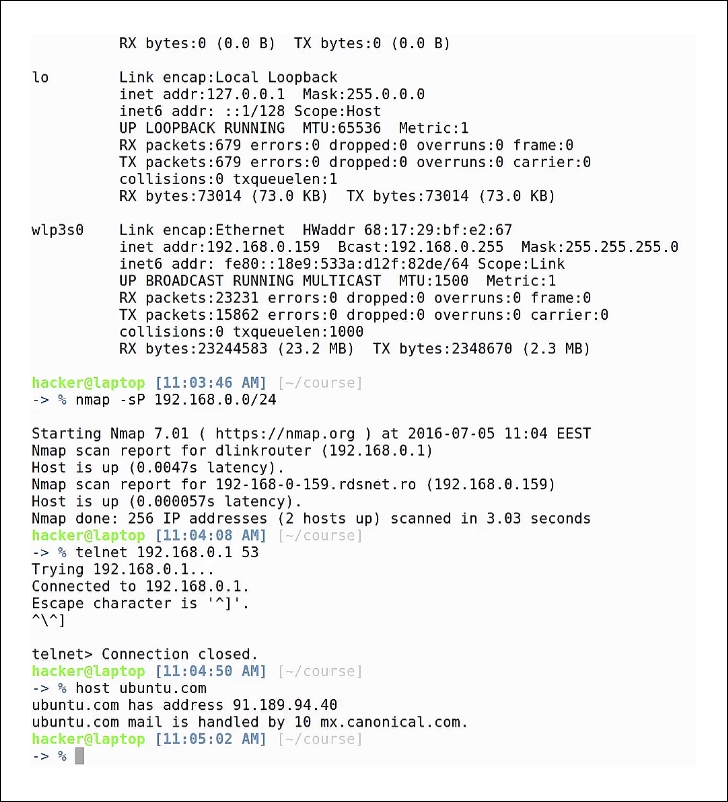 RX bytes:0 (0.0 B)  TX bytes:0 (0.0 B)
lo        Link encap:Local Loopback
inet addr:127.0.0.1  Mask:255.0.0.0
inet6 addr: ::1/128 Scope:Host
UP LOOPBACK RUNNING  MTU:65536  Metric:1
RX packets:679 errors:0 dropped:0 overruns:0 frame:0
TX packets:679 errors:0 dropped:0 overruns:0 carrier:0
collisions:0 txqueuelen:1
RX bytes:73014 (73.0 KB)  TX bytes:73014 (73.0 KB)
wlp3s0    Link encap:Ethernet  HWaddr 68:17:29:bf:e2:67
inet addr:192.168.0.159  Bcast:192.168.0.255  Mask:255.255.255.0
inet6 addr: fe80::18e9:533a:d12f:82de/64 Scope:Link
UP BROADCAST RUNNING MULTICAST  MTU:1500  Metric:1
RX packets:23231 errors:0 dropped:0 overruns:0 frame:0
TX packets:15862 errors:0 dropped:0 overruns:0 carrier:0
collisions:0 txqueuelen:1000
RX bytes:23244583 (23.2 MB)  TX bytes:2348670 (2.3 MB)
hacker@laptop [11:03:46 AM] [~/course]
-> % nmap -sP 192.168.0.0/24
Starting Nmap 7.01 ( https://nmap.org ) at 2016-07-05 11:04 EEST
Nmap scan report for dlinkrouter (192.168.0.1)
Host is up (0.0047s latency).
Nmap scan report for 192-168-0-159.rdsnet.ro (192.168.0.159)
Host is up (0.000057s latency).
Nmap done: 256 IP addresses (2 hosts up) scanned in 3.03 seconds
hacker@laptop [11:04:08 AM] [~/course]
-> % telnet 192.168.0.1 53
Trying 192.168.0.1...
Connected to 192.168.0.1.
Escape character is '^]'.
^\^]
telnet> Connection closed.
hacker@laptop [11:04:50 AM] [~/course]
-> % host ubuntu.com
ubuntu.com has address 91.189.94.40
ubuntu.com mail is handled by 10 mx.canonical.com.
hacker@laptop [11:05:02 AM] [~/course]
-> %